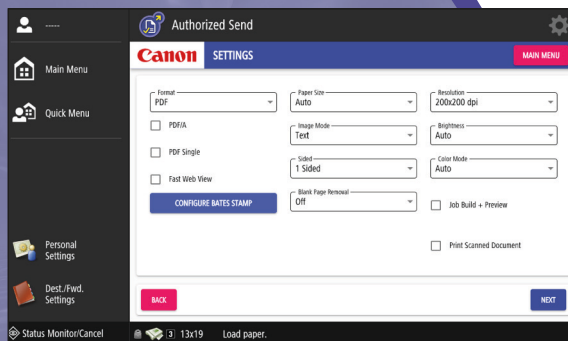 -----
Authorized Send
Main Menu
Quick Menu
Personal
Settings
Dest./Fwd.
Settings
Status Monitor/Cancel
Canon SETTINGS MAIN MENU
Format
PDF
PDF/A
PDF Single
Fast Web View
CONFIGURE BATES STAMP
Paper Size
Auto
Image Mode
Text
Sided
1 Sided
Blank Page Removal
Off
Resolution
200x200 dpi
Brightness
Auto
Color Mode
Auto
Job Build + Preview
Print Scanned Document
BACK NEXT
3 13x19 Load paper.